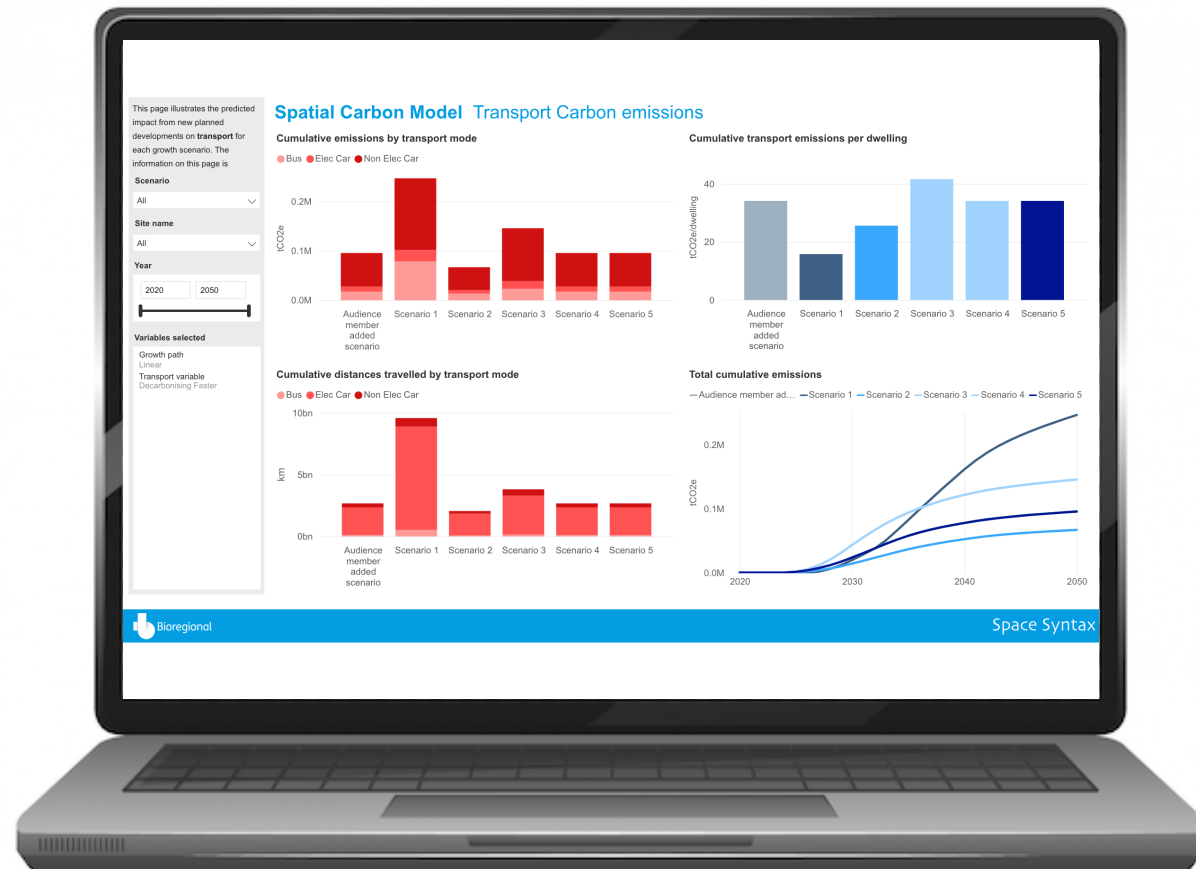 This page illustrates the predicted
impact from new planned
developments on transport for
each growth scenario. The
information on this page is
Scenario
All
Site name
All
Year
2020 2050
Variables selected
Growth path
Linear
Transport variable
Decarbonising Faster
Spatial Carbon Model Transport Carbon emissions
Cumulative emissions by transport mode
Bus Elec Car Non Elec Car
tCO2e
0.2M
0.1M
0.0M
Audience
member
added
scenario
Scenario 1 Scenario 2 Scenario 3 Scenario 4 Scenario 5
Cumulative transport emissions per dwelling
tCO2e/dwelling
40
20
0
Audience
member
added
scenario
Scenario 1 Scenario 2 Scenario 3 Scenario 4 Scenario 5
Cumulative distances travelled by transport mode
Bus Elec Car Non Elec Car
km
10bn
5bn
0bn
Audience
member
added
scenario
Scenario 1 Scenario 2 Scenario 3 Scenario 4 Scenario 5
Total cumulative emissions
Audience member ad... Scenario 1 Scenario 2 Scenario 3 Scenario 4 Scenario 5
tCO2e
0.2M
0.1M
0.0M
2020 2030 2040 2050
Bioregional
Space Syntax